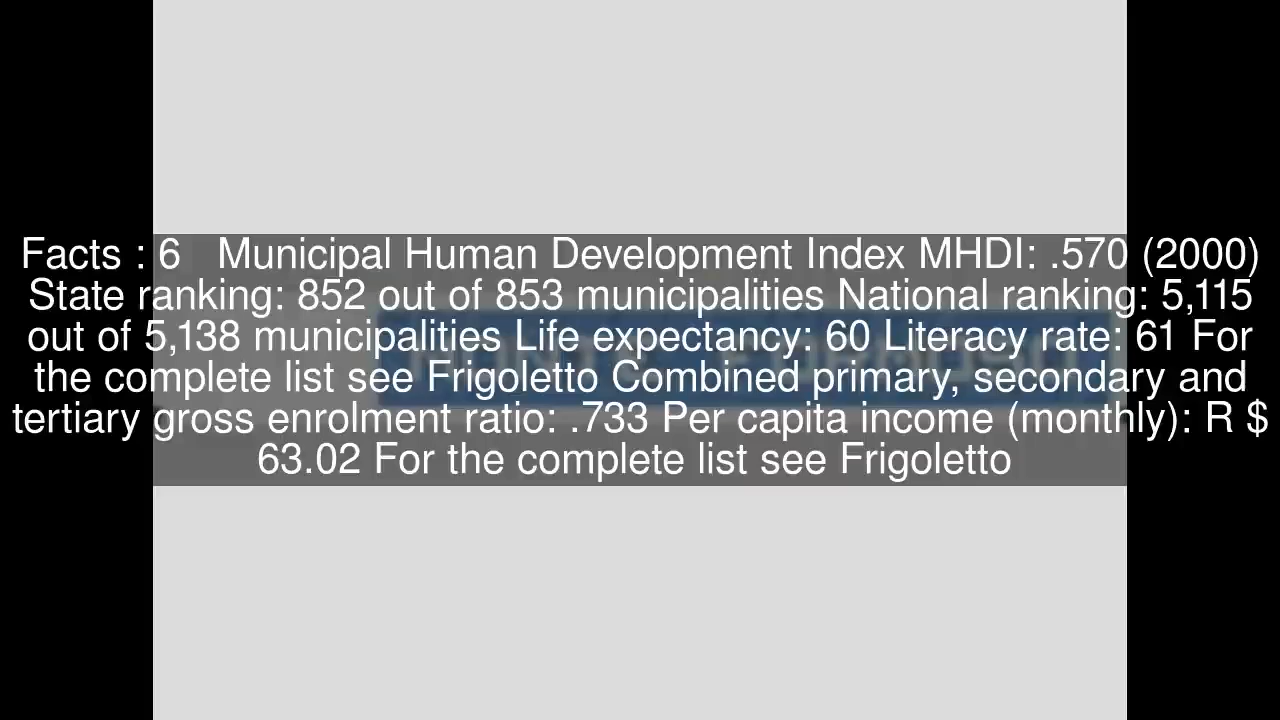 Facts : 6   Municipal Human Development Index MHDI: .570 (2000)
State ranking: 852 out of 853 municipalities National ranking: 5,115
out of 5,138 municipalities Life expectancy: 60 Literacy rate: 61 For
the complete list see Frigoletto Combined primary, secondary and
tertiary gross enrolment ratio: .733 Per capita income (monthly): R $
63.02 For the complete list see Frigoletto